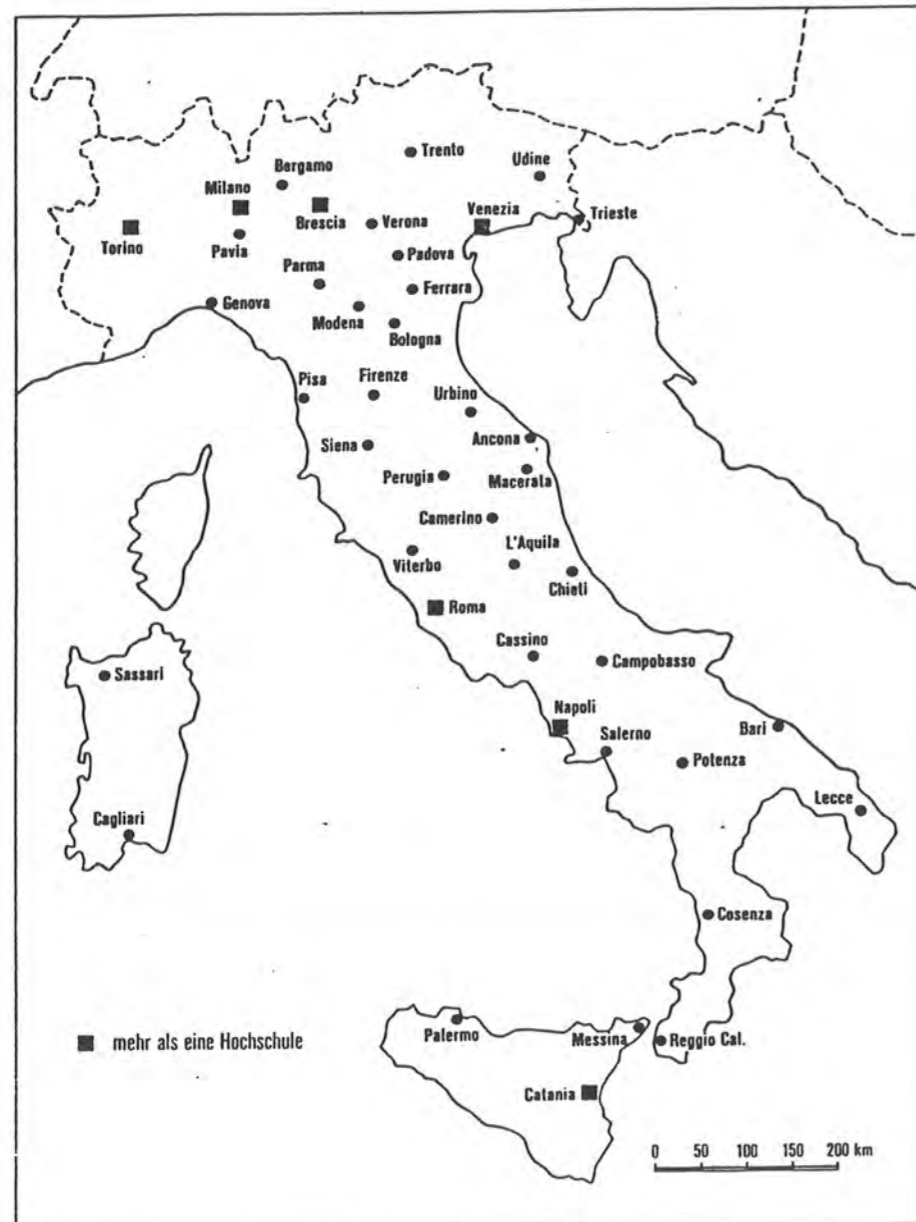 Trento
Udine
Bergamo
Milano
Brescia
Verona
Venezia
Trieste
Torino
Pavia
Padova
Parma
Ferrara
Genova
Modena
Bologna
Pisa
Firenze
Urbino
Siena
Ancona
Perugia
Macerata
Camerino
L'Aquila
Viterbo
Chieti
Roma
Cassino
Campobasso
Sassari
Napoli
Salerno
Bari
Potenza
Lecce
Cagliari
Cosenza
Palermo
Messina
Reggio Cal.
mehr als eine Hochschule
Catania
0 50 100 150 200 km